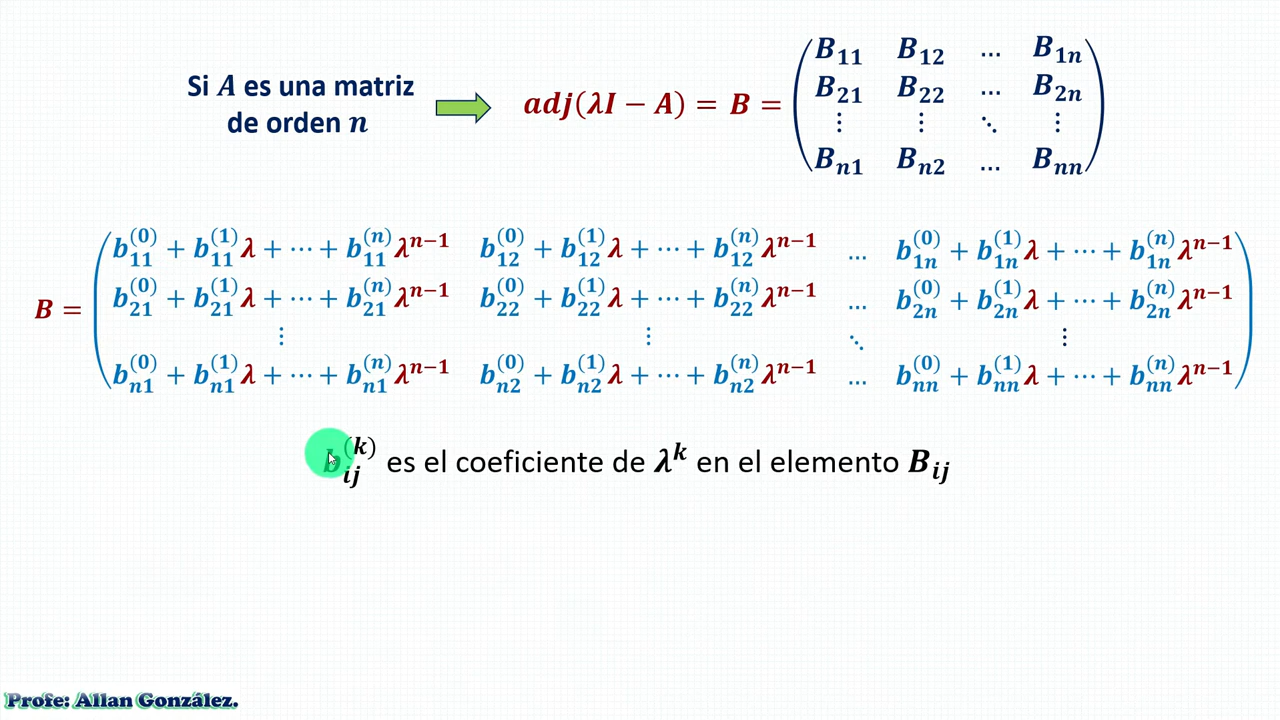 Si A es una matriz
de orden n
adj(λI − A) = B = (B₁₁ B₁₂ ... B₁ₙ
B₂₁ B₂₂ ... B₂ₙ
⋮ ⋮ ⋱ ⋮
Bₙ₁ Bₙ₂ ... Bₙₙ)
B = (b₁₁⁽⁰⁾ + b₁₁⁽¹⁾λ + ⋯ + b₁₁⁽ⁿ⁾λⁿ⁻¹ b₁₂⁽⁰⁾ + b₁₂⁽¹⁾λ + ⋯ + b₁₂⁽ⁿ⁾λⁿ⁻¹ ... b₁ₙ⁽⁰⁾ + b₁ₙ⁽¹⁾λ + ⋯ + b₁ₙ⁽ⁿ⁾λⁿ⁻¹
b₂₁⁽⁰⁾ + b₂₁⁽¹⁾λ + ⋯ + b₂₁⁽ⁿ⁾λⁿ⁻¹ b₂₂⁽⁰⁾ + b₂₂⁽¹⁾λ + ⋯ + b₂₂⁽ⁿ⁾λⁿ⁻¹ ... b₂ₙ⁽⁰⁾ + b₂ₙ⁽¹⁾λ + ⋯ + b₂ₙ⁽ⁿ⁾λⁿ⁻¹
⋮ ⋮ ⋱ ⋮
bₙ₁⁽⁰⁾ + bₙ₁⁽¹⁾λ + ⋯ + bₙ₁⁽ⁿ⁾λⁿ⁻¹ bₙ₂⁽⁰⁾ + bₙ₂⁽¹⁾λ + ⋯ + bₙ₂⁽ⁿ⁾λⁿ⁻¹ ... bₙₙ⁽⁰⁾ + bₙₙ⁽¹⁾λ + ⋯ + bₙₙ⁽ⁿ⁾λⁿ⁻¹)
bᵢⱼ⁽ᵏ⁾ es el coeficiente de λᵏ en el elemento Bᵢⱼ
Profe: Allan González.